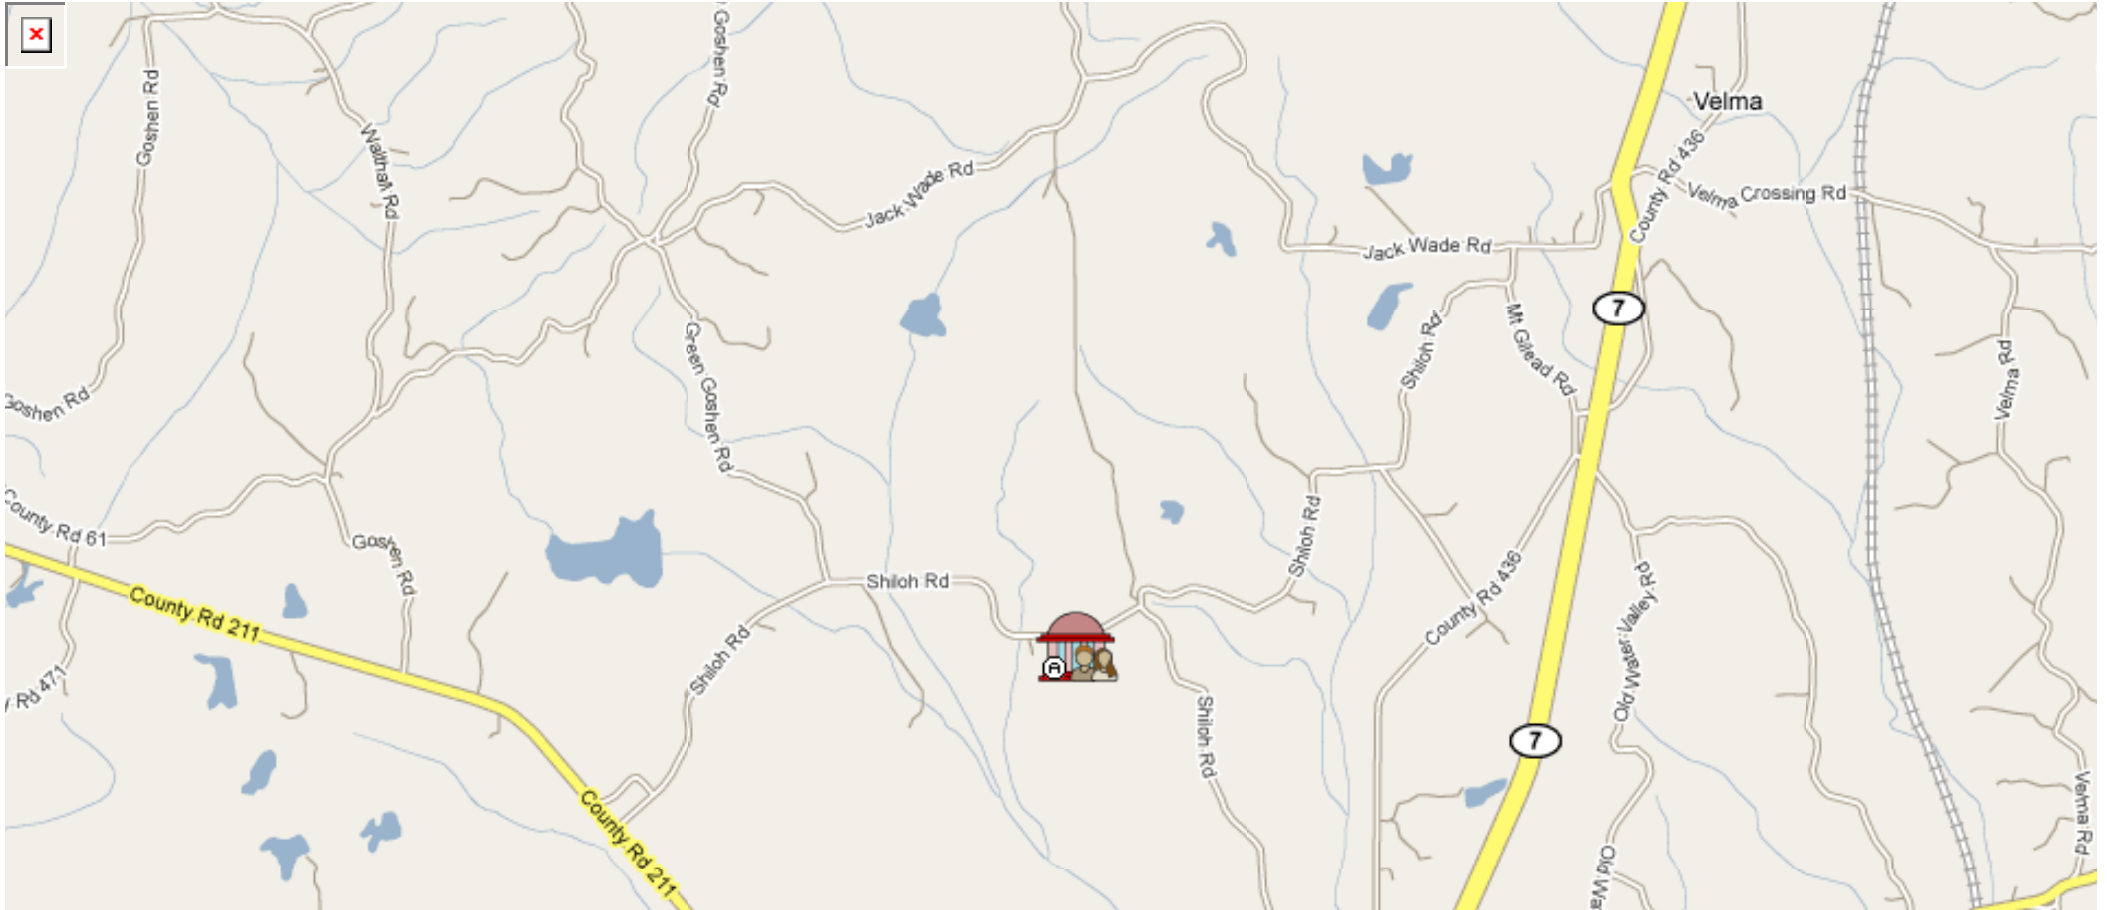 Goshen Rd
Goshen Rd
Velma
Walthall Rd
County Rd 436
Jack Wade Rd
Velma Crossing Rd
Jack Wade Rd
7
Green Goshen Rd
Shiloh Rd
Mt Gilead Rd
Velma Rd
Goshen Rd
County Rd 61
Goshen Rd
Shiloh Rd
Shiloh Rd
County Rd 436
Old Water Valley Rd
County Rd 211
Shiloh Rd
A
y Rd 471
Shiloh Rd
7
County Rd 211
Velma Rd
Old Wa